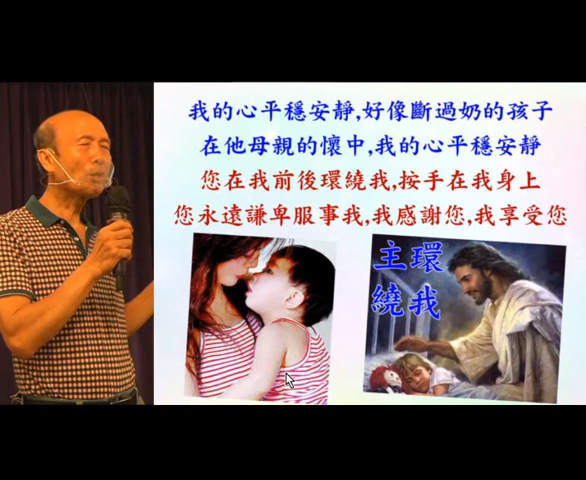 我的心平穩安靜,好像斷過奶的孩子
在他母親的懷中,我的心平穩安靜
您在我前後環繞我,按手在我身上
您永遠謙卑服事我,我感謝您,我享受您
主環
繞我